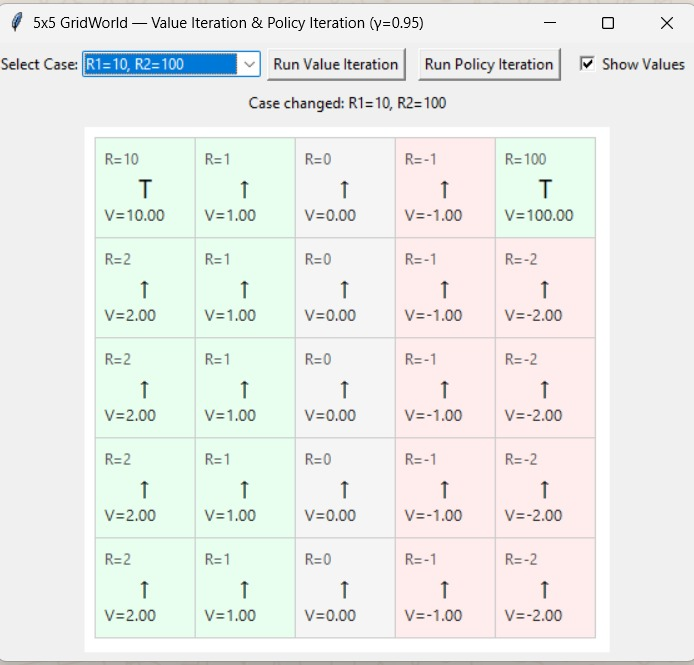 5x5 GridWorld — Value Iteration & Policy Iteration (γ=0.95)
Select Case: R1=10, R2=100 Run Value Iteration Run Policy Iteration Show Values
Case changed: R1=10, R2=100
R=10 R=1 R=0 R=-1 R=100
T ↑ ↑ ↑ T
V=10.00 V=1.00 V=0.00 V=-1.00 V=100.00
R=2 R=1 R=0 R=-1 R=-2
↑ ↑ ↑ ↑ ↑
V=2.00 V=1.00 V=0.00 V=-1.00 V=-2.00
R=2 R=1 R=0 R=-1 R=-2
↑ ↑ ↑ ↑ ↑
V=2.00 V=1.00 V=0.00 V=-1.00 V=-2.00
R=2 R=1 R=0 R=-1 R=-2
↑ ↑ ↑ ↑ ↑
V=2.00 V=1.00 V=0.00 V=-1.00 V=-2.00
R=2 R=1 R=0 R=-1 R=-2
↑ ↑ ↑ ↑ ↑
V=2.00 V=1.00 V=0.00 V=-1.00 V=-2.00